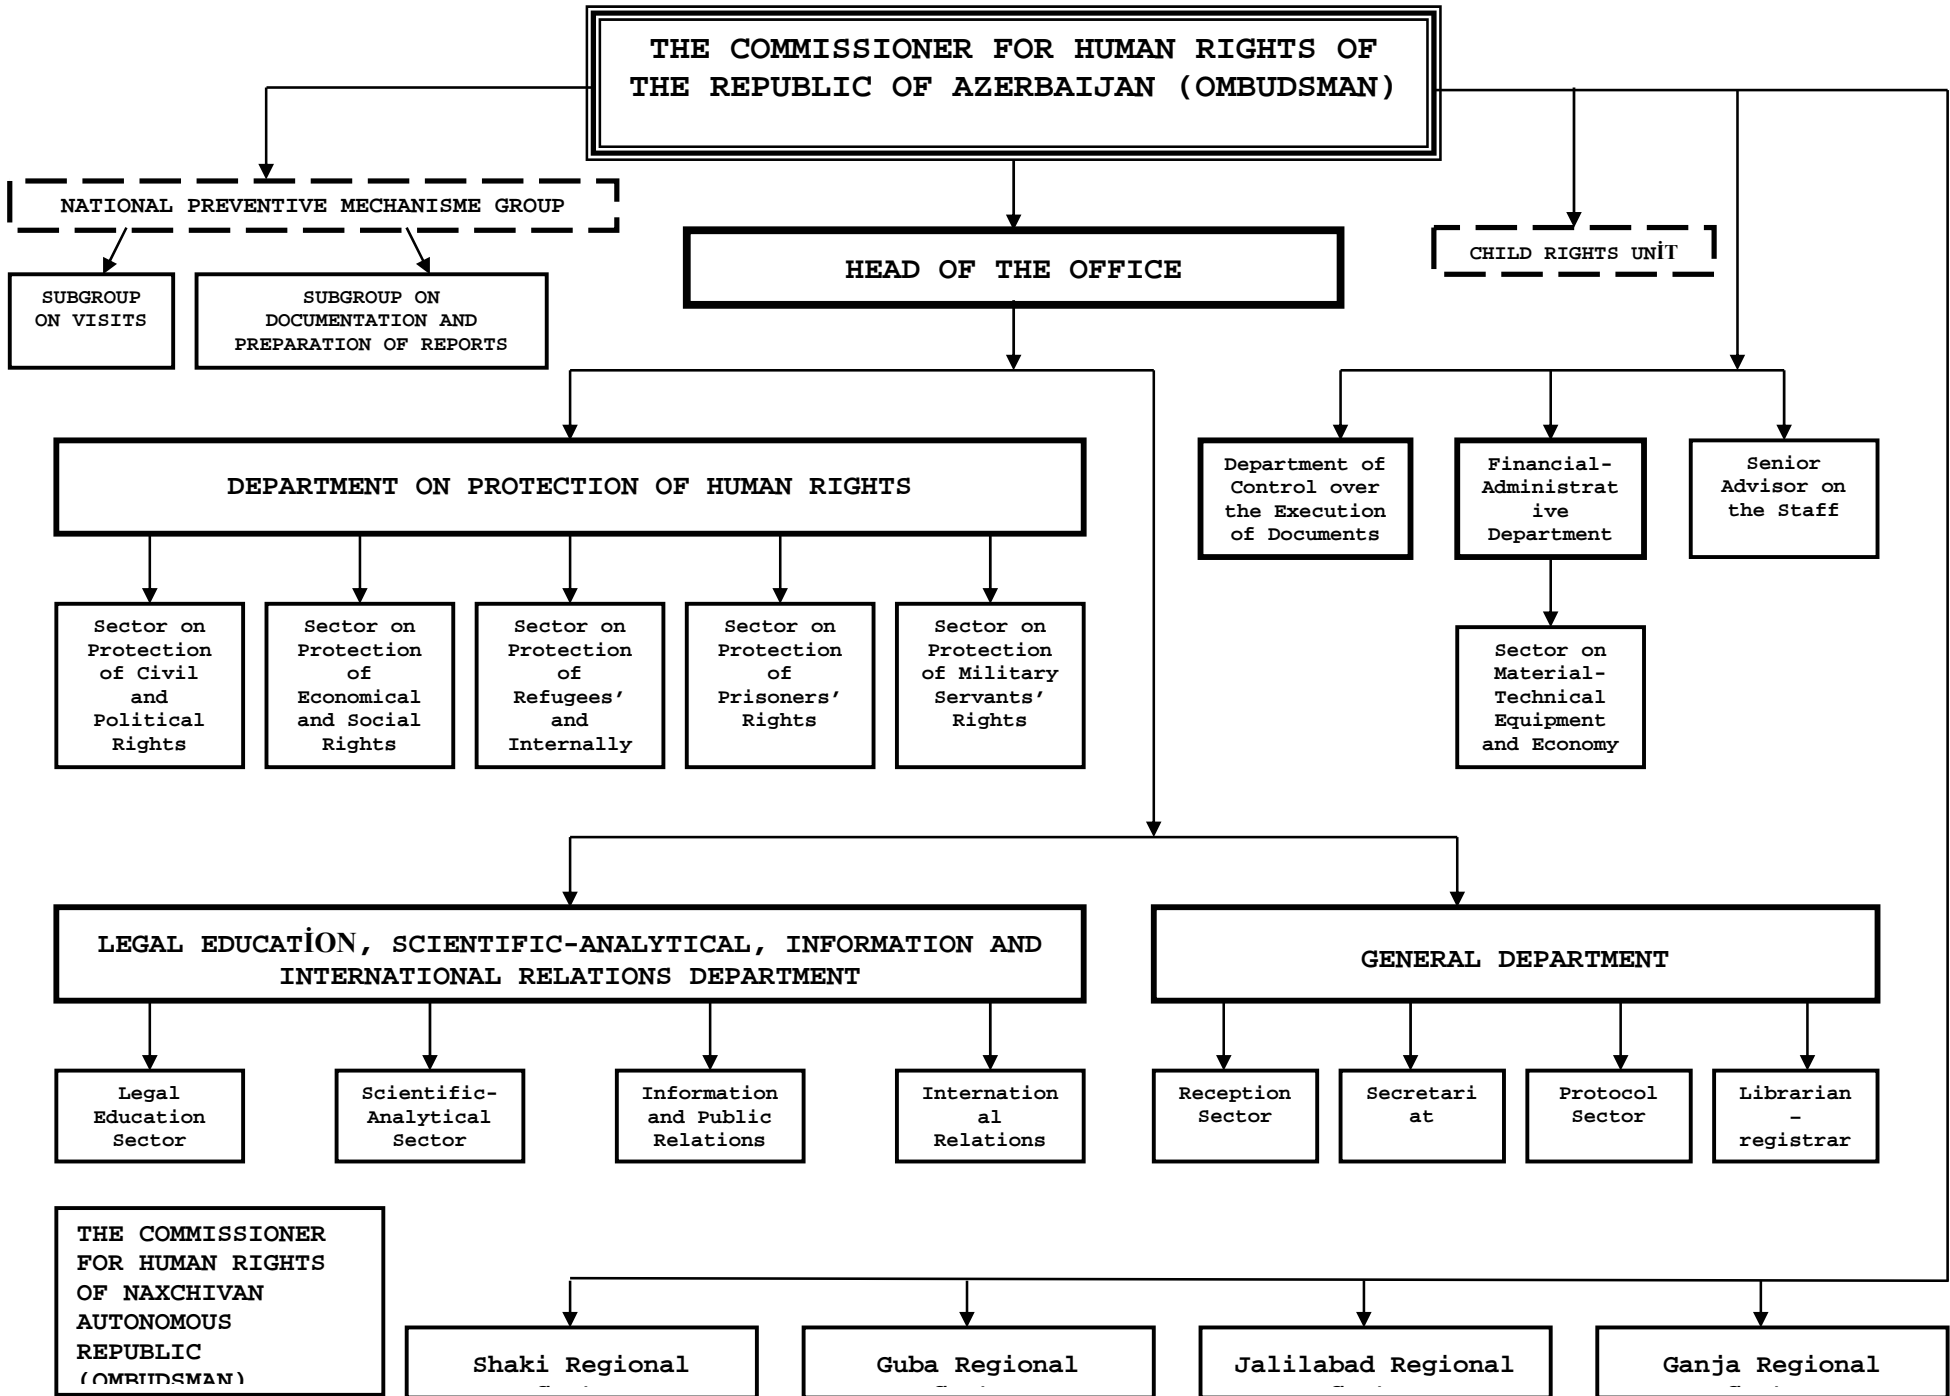 THE COMMISSIONER FOR HUMAN RIGHTS OF
THE REPUBLIC OF AZERBAIJAN (OMBUDSMAN)
NATIONAL PREVENTIVE MECHANISME GROUP
SUBGROUP
ON VISITS
SUBGROUP ON
DOCUMENTATION AND
PREPARATION OF REPORTS
HEAD OF THE OFFICE
CHILD RIGHTS UNİT
DEPARTMENT ON PROTECTION OF HUMAN RIGHTS
Department of
Control over
the Execution
of Documents
Financial-
Administrat
ive
Department
Senior
Advisor on
the Staff
Sector on
Protection
of Civil
and
Political
Rights
Sector on
Protection
of
Economical
and Social
Rights
Sector on
Protection
of
Refugees’
and
Internally
Sector on
Protection
of
Prisoners’
Rights
Sector on
Protection
of Military
Servants’
Rights
Sector on
Material-
Technical
Equipment
and Economy
LEGAL EDUCATİON, SCIENTIFIC-ANALYTICAL, INFORMATION AND
INTERNATIONAL RELATIONS DEPARTMENT
GENERAL DEPARTMENT
Legal
Education
Sector
Scientific-
Analytical
Sector
Information
and Public
Relations
Internation
al
Relations
Reception
Sector
Secretari
at
Protocol
Sector
Librarian
–
registrar
THE COMMISSIONER
FOR HUMAN RIGHTS
OF NAXCHIVAN
AUTONOMOUS
REPUBLIC
(OMBUDSMAN)
Shaki Regional
Guba Regional
Jalilabad Regional
Ganja Regional